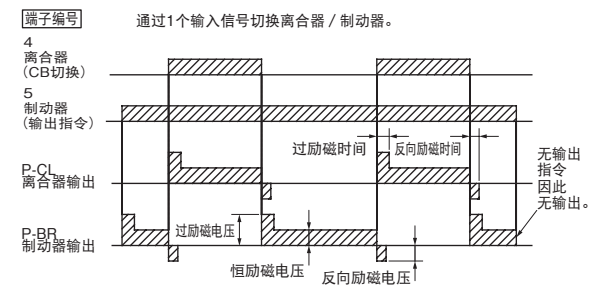 端子编号
通过1个输入信号切换离合器/制动器。
4
离合器
(CB切换)
5
制动器
(输出指令)
过励磁时间
反向励磁时间
无输出
指令
因此
无输出。
P-CL
离合器输出
P-BR
制动器输出
过励磁电压
恒励磁电压
反向励磁电压